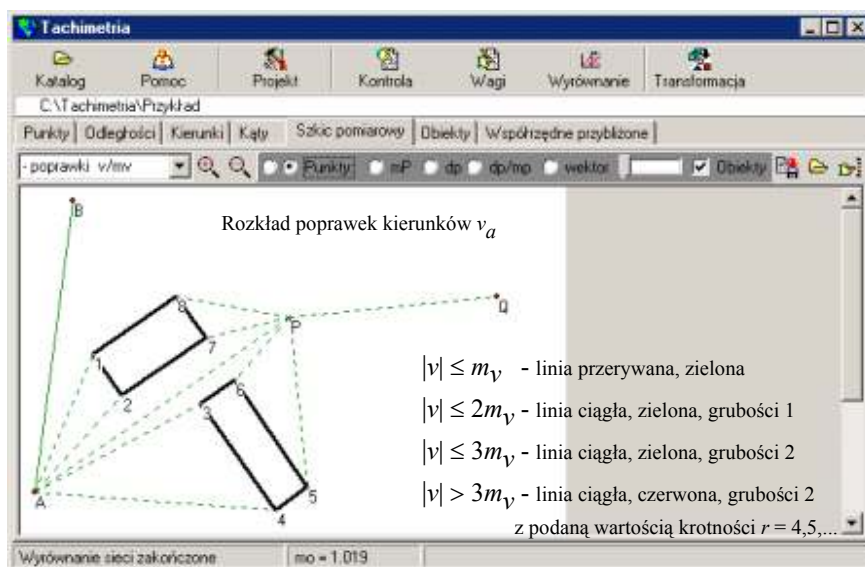 Tachimetria
Katalog Pomoc Projekt Kontrola Wagi Wyrównanie Transformacja
C:\Tachimetria\Przykład
Punkty Odległości Kierunki Kąty Szkic pomiarowy Obiekty Współrzędne przybliżone
- poprawki v/mv Punkty mP dp dp/mp wektor Obiekty
B
Rozkład poprawek kierunków v_a
8
Q
P
7
1
|v| ≤ m_v - linia przerywana, zielona
6
2
3
|v| ≤ 2m_v - linia ciągła, zielona, grubości 1
|v| ≤ 3m_v - linia ciągła, zielona, grubości 2
A
5
|v| > 3m_v - linia ciągła, czerwona, grubości 2
4
z podaną wartością krotności r = 4,5,...
Wyrównanie sieci zakończone mo = 1.019